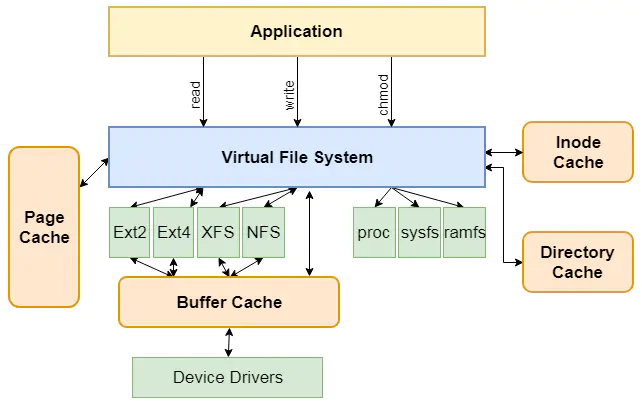 Application
read
write
chmod
Virtual File System
Inode
Cache
Page
Cache
Ext2
Ext4
XFS
NFS
proc
sysfs
ramfs
Directory
Cache
Buffer Cache
Device Drivers